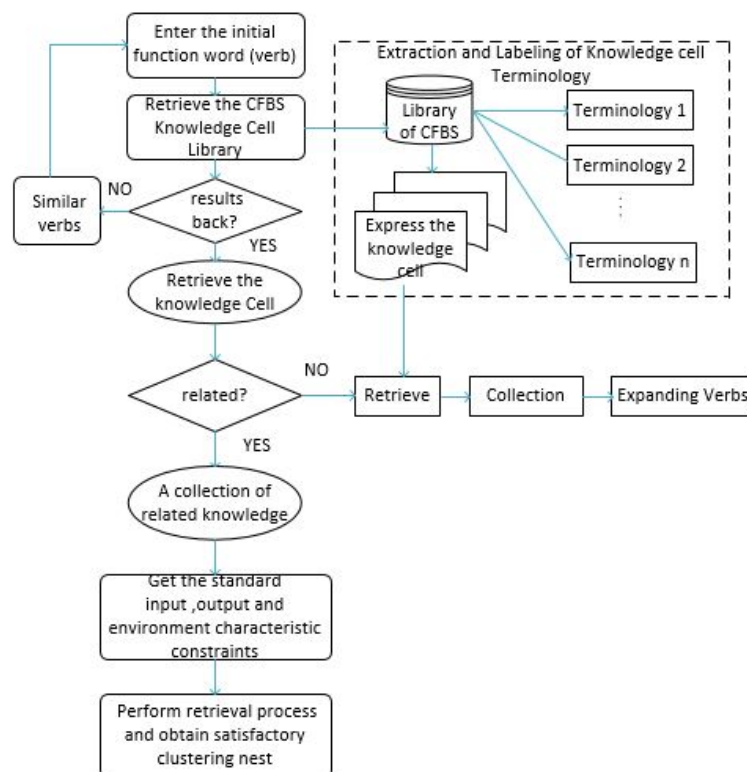 Enter the initial
function word (verb)
Extraction and Labeling of Knowledge cell
Terminology
Retrieve the CFBS
Knowledge Cell
Library
Library
of CFBS
Terminology 1
Terminology 2
⋮
Terminology n
Similar
verbs
NO
results
back?
YES
Express the
knowledge
cell
Retrieve the
knowledge Cell
related?
NO
Retrieve
Collection
Expanding Verbs
YES
A collection of
related knowledge
Get the standard
input ,output and
environment characteristic
constraints
Perform retrieval process
and obtain satisfactory
clustering nest